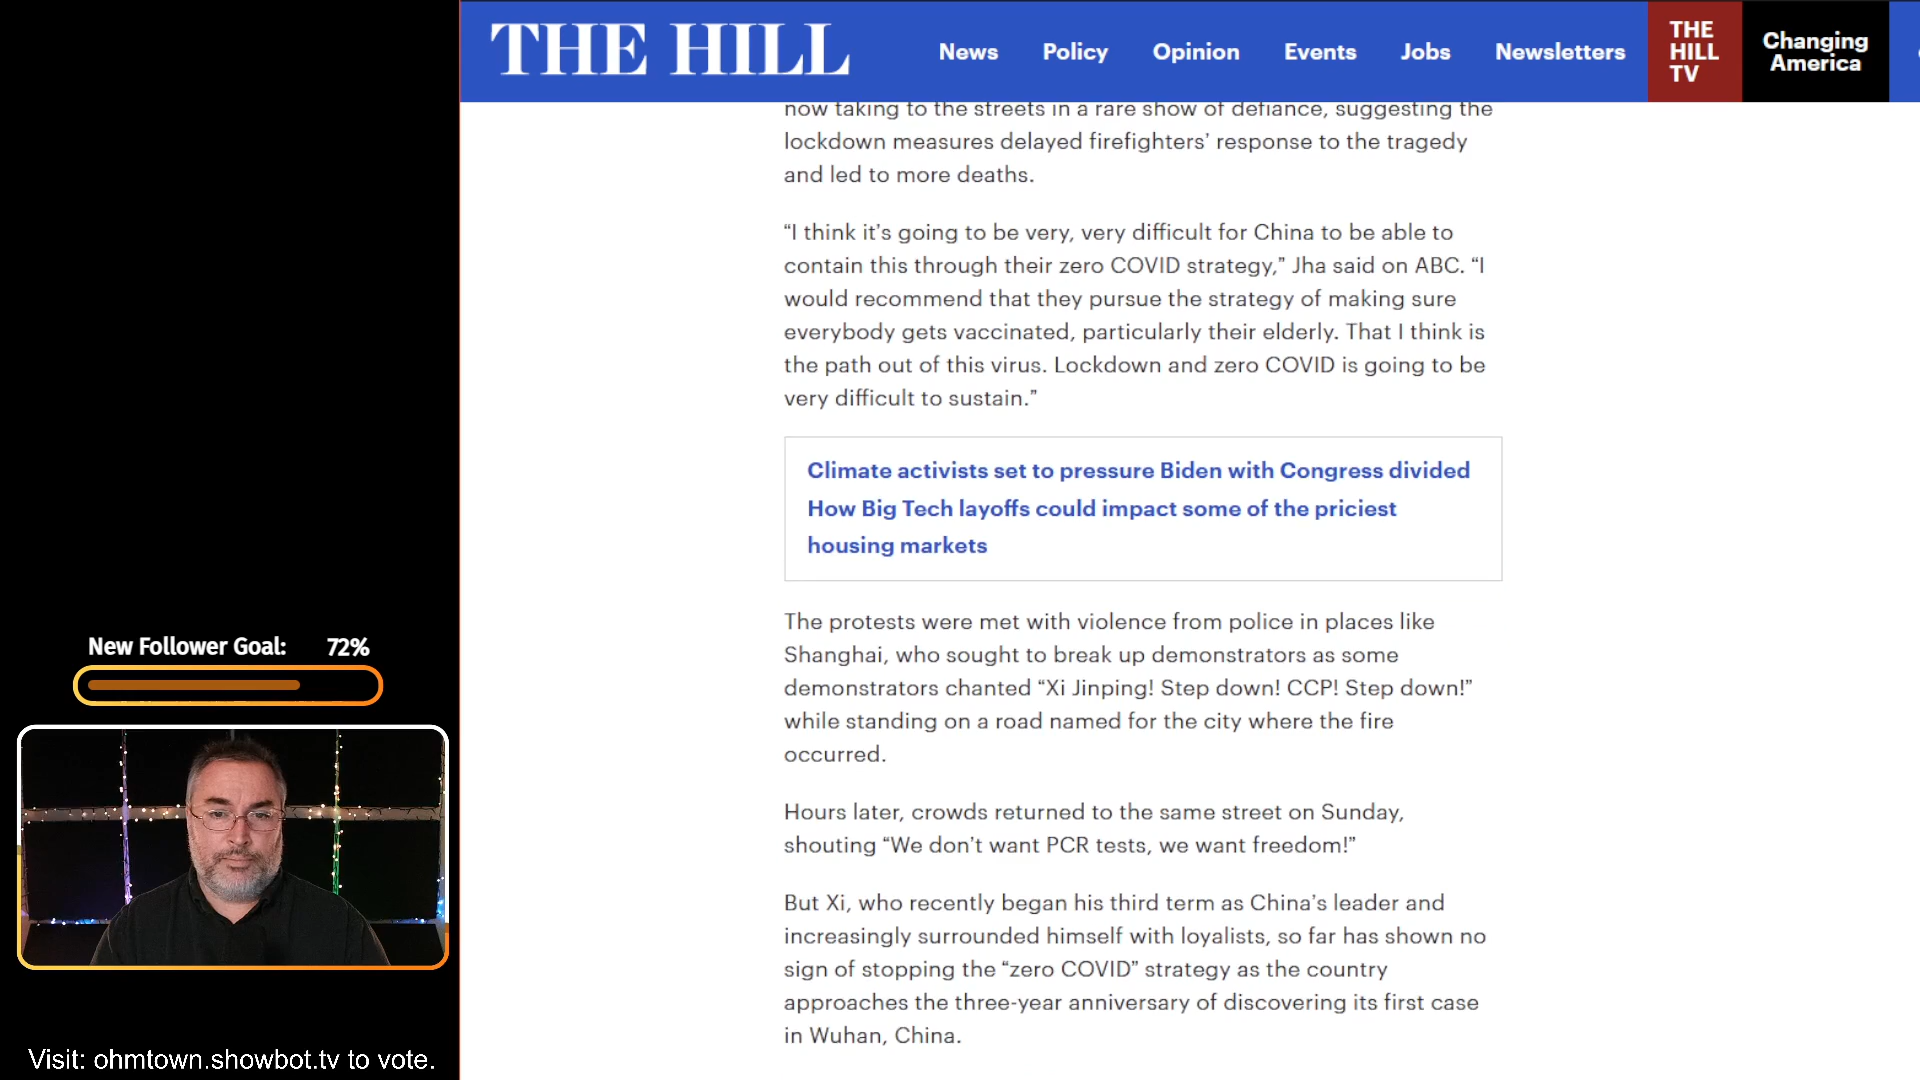 THE HILL
News
Policy
Opinion
Events
Jobs
Newsletters
THE
HILL
TV
Changing
America
now taking to the streets in a rare show of defiance, suggesting the
lockdown measures delayed firefighters’ response to the tragedy
and led to more deaths.
“I think it’s going to be very, very difficult for China to be able to
contain this through their zero COVID strategy,” Jha said on ABC. “I
would recommend that they pursue the strategy of making sure
everybody gets vaccinated, particularly their elderly. That I think is
the path out of this virus. Lockdown and zero COVID is going to be
very difficult to sustain.”
Climate activists set to pressure Biden with Congress divided
How Big Tech layoffs could impact some of the priciest
housing markets
The protests were met with violence from police in places like
Shanghai, who sought to break up demonstrators as some
demonstrators chanted “Xi Jinping! Step down! CCP! Step down!”
while standing on a road named for the city where the fire
occurred.
Hours later, crowds returned to the same street on Sunday,
shouting “We don’t want PCR tests, we want freedom!”
But Xi, who recently began his third term as China’s leader and
increasingly surrounded himself with loyalists, so far has shown no
sign of stopping the “zero COVID” strategy as the country
approaches the three-year anniversary of discovering its first case
in Wuhan, China.
New Follower Goal: 72%
Visit: ohmtown.showbot.tv to vote.